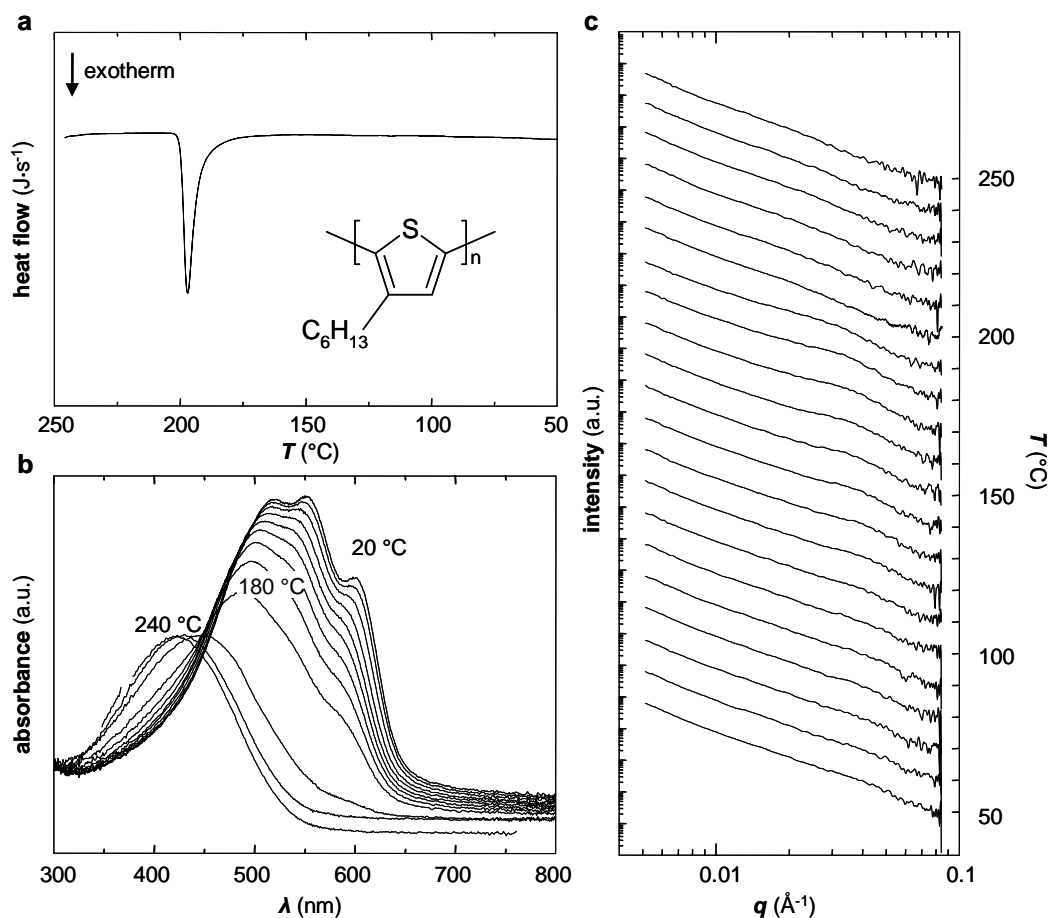 a
exotherm
heat flow (J·s-1)
S
n
C6H13
250 200 150 100 50
T (°C)
b
20 °C
180 °C
240 °C
absorbance (a.u.)
300 400 500 600 700 800
λ (nm)
c
intensity (a.u.)
250
200
150
100
50
T (°C)
0.01 0.1
q (Å-1)